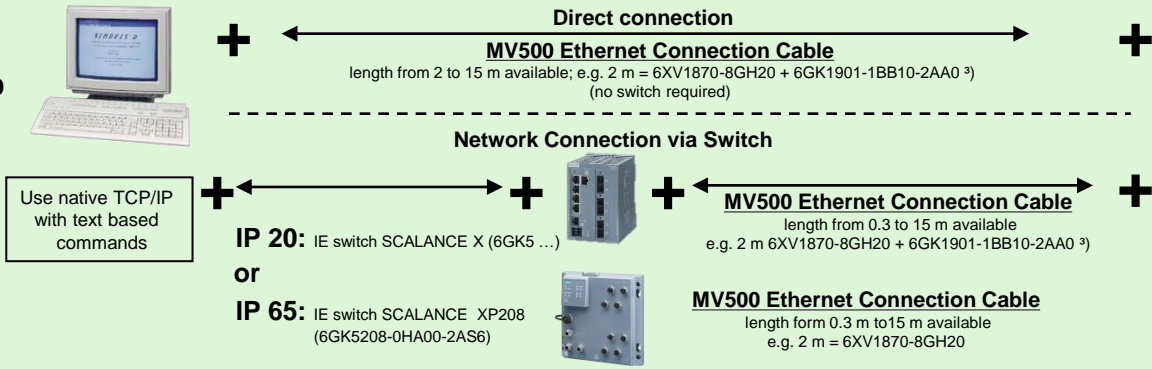 Direct connection
MV500 Ethernet Connection Cable
length from 2 to 15 m available; e.g. 2 m = 6XV1870-8GH20 + 6GK1901-1BB10-2AA0 ³)
(no switch required)
Network Connection via Switch
Use native TCP/IP
with text based
commands
IP 20: IE switch SCALANCE X (6GK5 …)
or
IP 65: IE switch SCALANCE XP208
(6GK5208-0HA00-2AS6)
MV500 Ethernet Connection Cable
length from 0.3 to 15 m available
e.g. 2 m 6XV1870-8GH20 + 6GK1901-1BB10-2AA0 ³)
MV500 Ethernet Connection Cable
length form 0.3 m to15 m available
e.g. 2 m = 6XV1870-8GH20